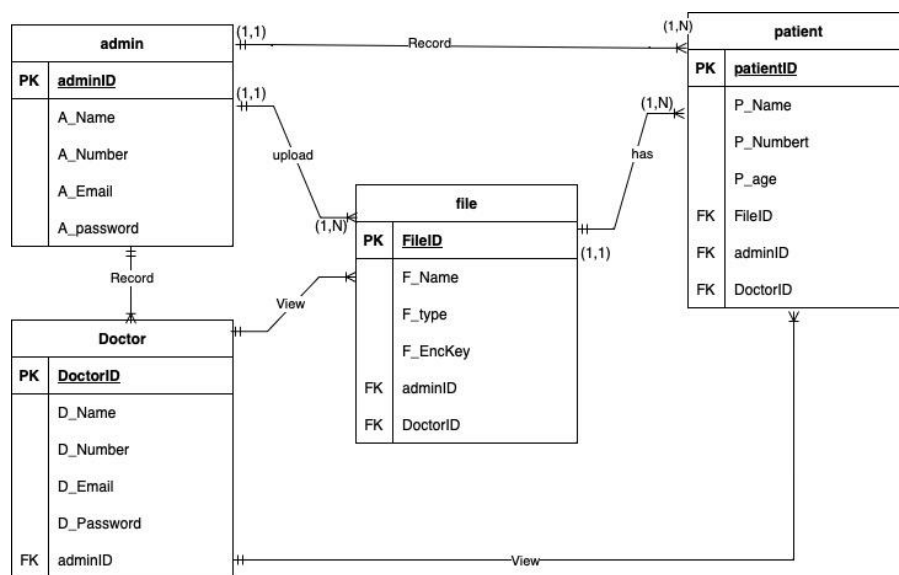 admin
PK adminID
A_Name
A_Number
A_Email
A_password
(1,1)
Record
(1,N)
(1,1)
upload
(1,N)
patient
PK patientID
P_Name
P_Numbert
P_age
FK FileID
FK adminID
FK DoctorID
(1,N)
has
(1,1)
file
PK FileID
F_Name
F_type
F_EncKey
FK adminID
FK DoctorID
Record
View
Doctor
PK DoctorID
D_Name
D_Number
D_Email
D_Password
FK adminID
View